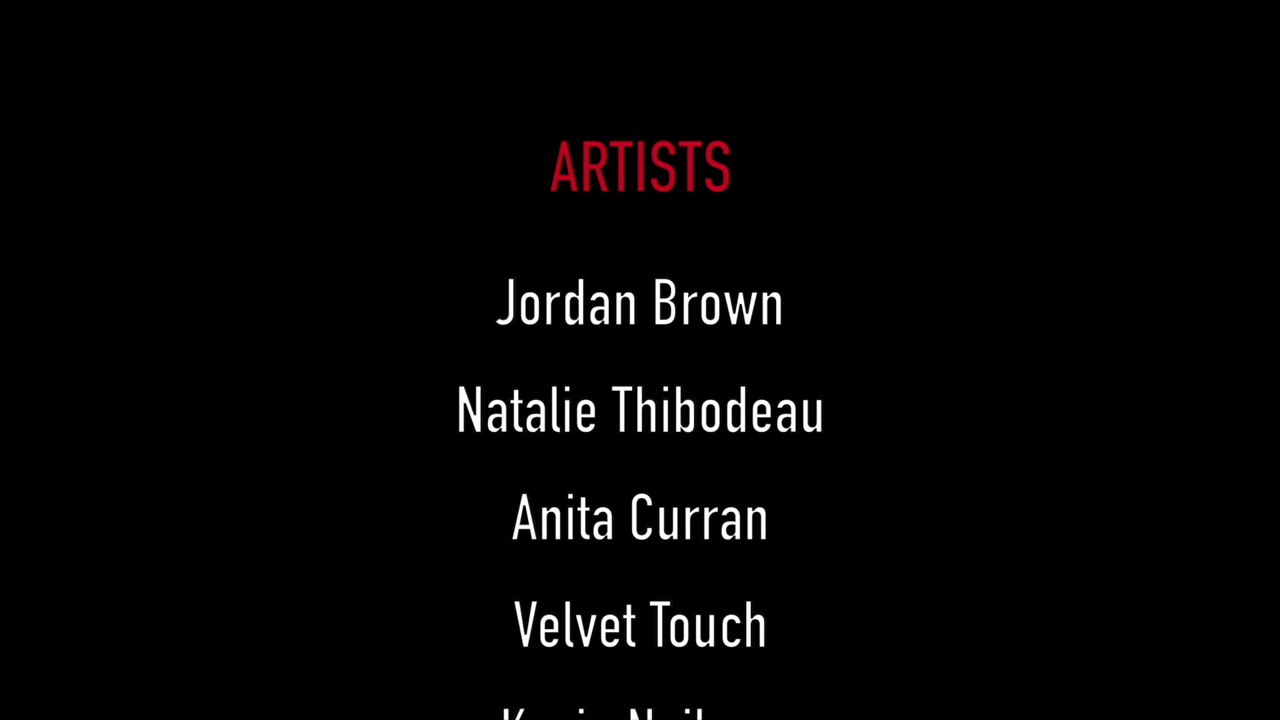 ARTISTS
Jordan Brown
Natalie Thibodeau
Anita Curran
Velvet Touch